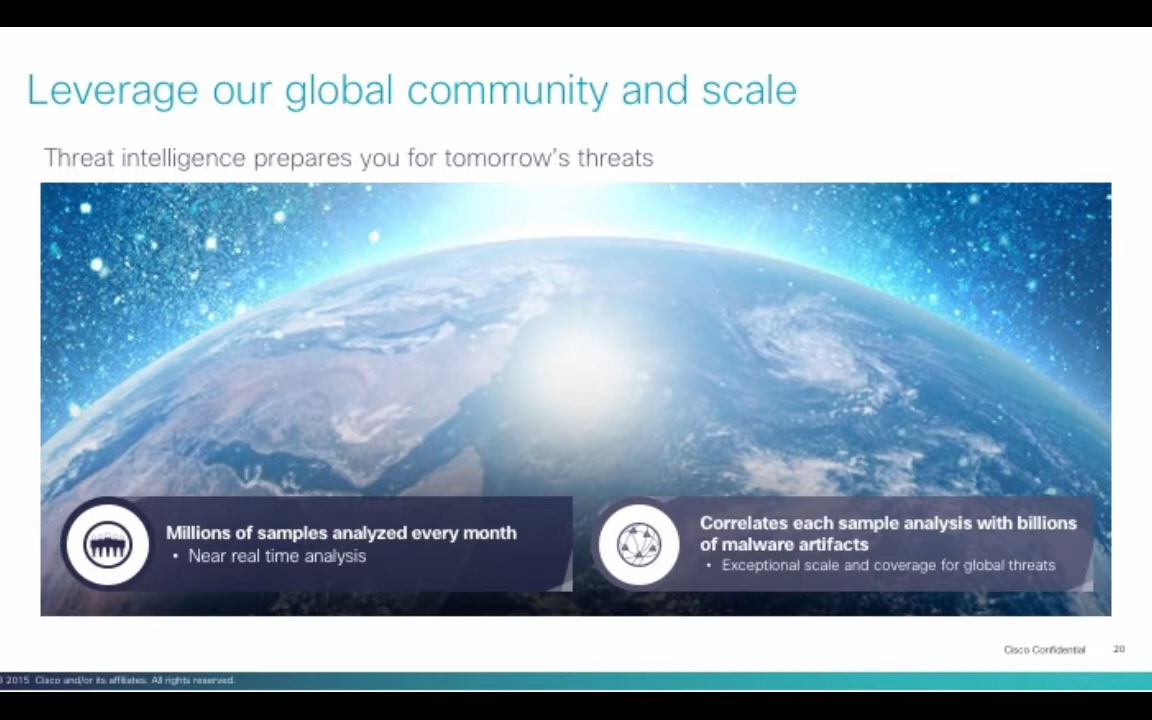 Leverage our global community and scale
Threat intelligence prepares you for tomorrow's threats
Millions of samples analyzed every month
• Near real time analysis
Correlates each sample analysis with billions
of malware artifacts
• Exceptional scale and coverage for global threats
Cisco Confidential 20
2015 Cisco and/or its affiliates. All rights reserved.